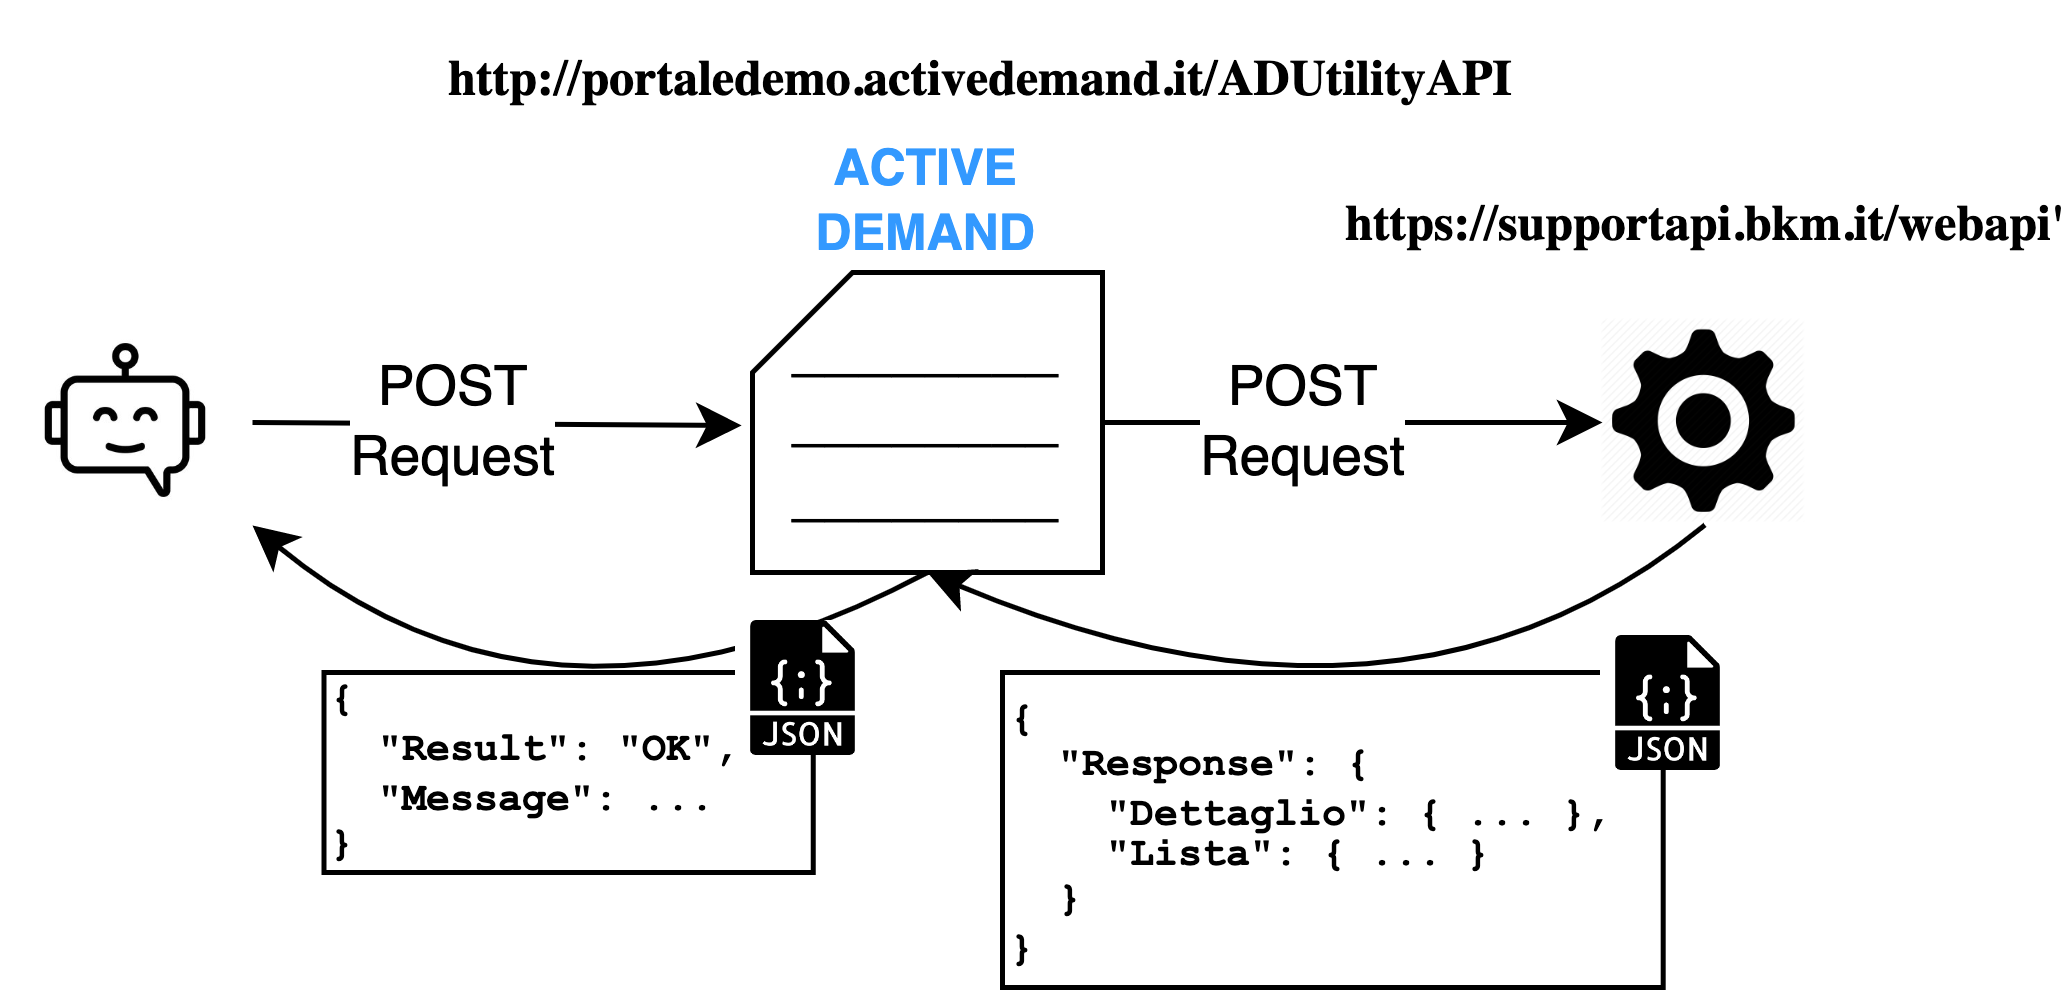 http://portaledemo.activedemand.it/ADUtilityAPI
ACTIVE
DEMAND
https://supportapi.bkm.it/webapi'
POST
Request
POST
Request
{
"Result": "OK",
"Message": ...
}
{;}
JSON
{
"Response": {
"Dettaglio": { ... },
"Lista": { ... }
}
}
{;}
JSON